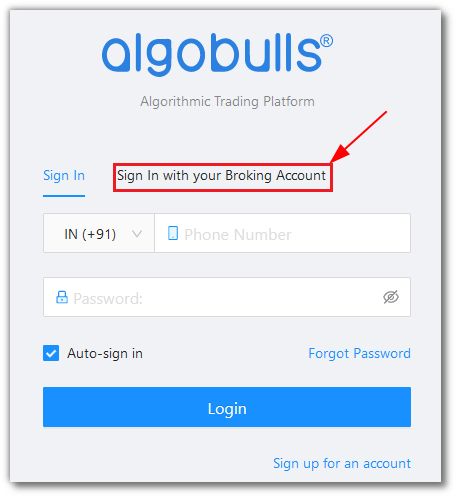 algobulls®
Algorithmic Trading Platform
Sign In
Sign In with your Broking Account
IN (+91)
Phone Number
Password:
Auto-sign in
Forgot Password
Login
Sign up for an account